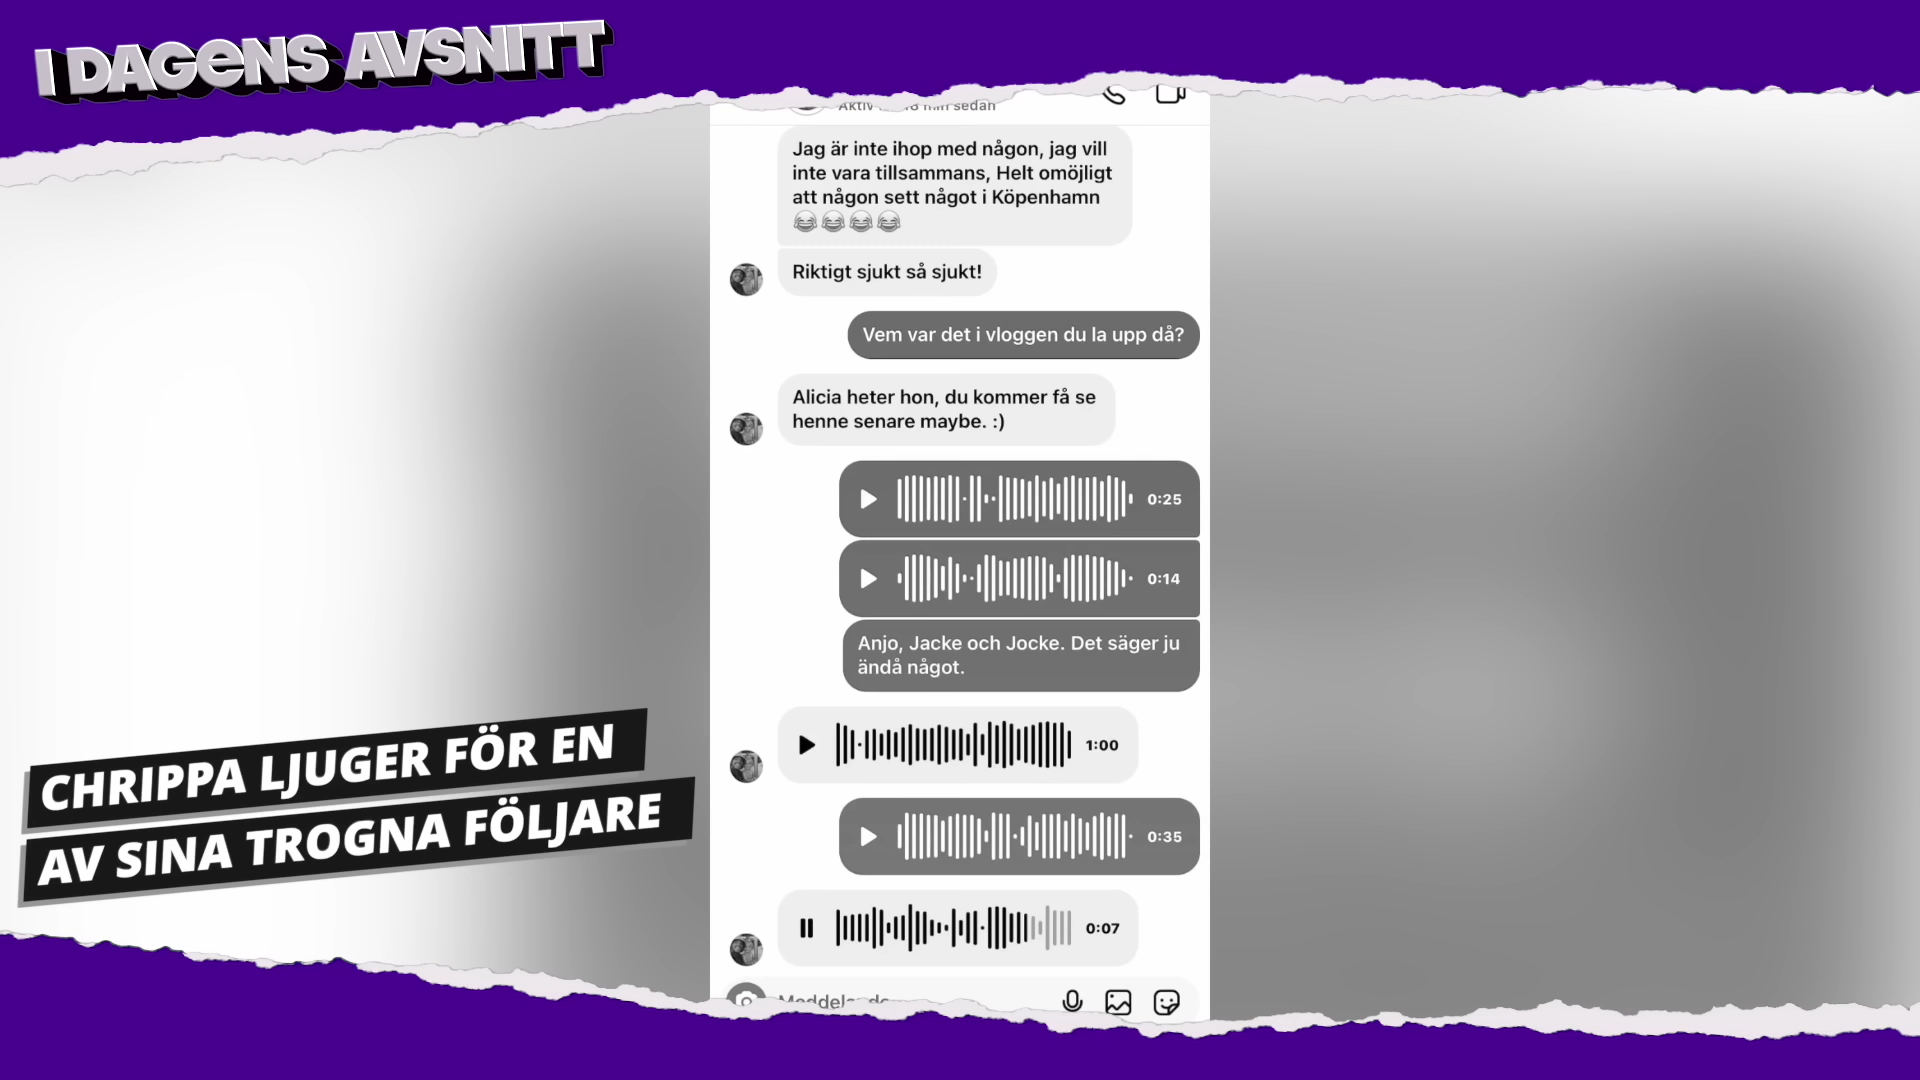 I DAGENS AVSNITT
min sedan
Jag är inte ihop med någon, jag vill
inte vara tillsammans, Helt omöjligt
att någon sett något i Köpenhamn
😂😂😂😂
Riktigt sjukt så sjukt!
Vem var det i vloggen du la upp då?
Alicia heter hon, du kommer få se
henne senare maybe. :)
0:25
0:14
Anjo, Jacke och Jocke. Det säger ju
ändå något.
1:00
0:35
0:07
CHRIPPA LJUGER FÖR EN
AV SINA TROGNA FÖLJARE